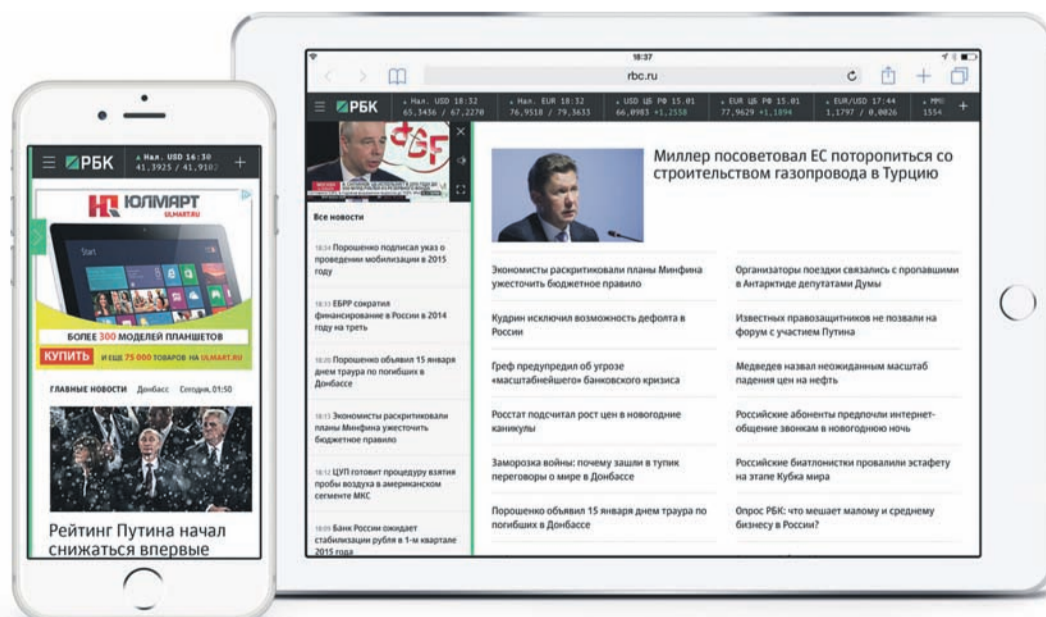 РБК
Нал. USD 16:30
41,3925 / 41,9102
ЮЛМАРТ
ULMART.RU
Start
БОЛЕЕ 300 МОДЕЛЕЙ ПЛАНШЕТОВ
КУПИТЬ И ЕЩЕ 75 000 ТОВАРОВ НА ULMART.RU
ГЛАВНЫЕ НОВОСТИ Донбасс Сегодня, 01:50
Рейтинг Путина начал
снижаться впервые
18:37
rbc.ru
РБК
Нал. USD 18:32
65,3436 / 67,2270
Нал. EUR 18:32
76,9518 / 79,3633
USD ЦБ РФ 15.01
66,0983 +1,2558
EUR ЦБ РФ 15.01
77,9629 +1,1894
EUR/USD 17:44
1,1797 / 0,0026
1554
Все новости
18:34 Порошенко подписал указ о
проведении мобилизации в 2015
году
18:33 ЕБРР сократил
финансирование в России в 2014
году на треть
18:20 Порошенко объявил 15 января
днем траура по погибших в
Донбассе
18:13 Экономисты раскритиковали
планы Минфина ужесточить
бюджетное правило
18:12 ЦУП готовит процедуру взятия
пробы воздуха в американском
сегменте МКС
18:09 Банк России ожидает
стабилизации рубля в 1-м квартале
2015 года
Миллер посоветовал ЕС поторопиться со
строительством газопровода в Турцию
Экономисты раскритиковали планы Минфина
ужесточить бюджетное правило
Кудрин исключил возможность дефолта в
России
Греф предупредил об угрозе
«масштабнейшего» банковского кризиса
Росстат подсчитал рост цен в новогодние
каникулы
Заморозка войны: почему зашли в тупик
переговоры о мире в Донбассе
Порошенко объявил 15 января днем траура по
погибших в Донбассе
Организаторы поездки связались с пропавшими
в Антарктиде депутатами Думы
Известных правозащитников не позвали на
форум с участием Путина
Медведев назвал неожиданным масштаб
падения цен на нефть
Российские абоненты предпочли интернет-
общение звонкам в новогоднюю ночь
Российские биатлонистки провалили эстафету
на этапе Кубка мира
Опрос РБК: что мешает малому и среднему
бизнесу в России?